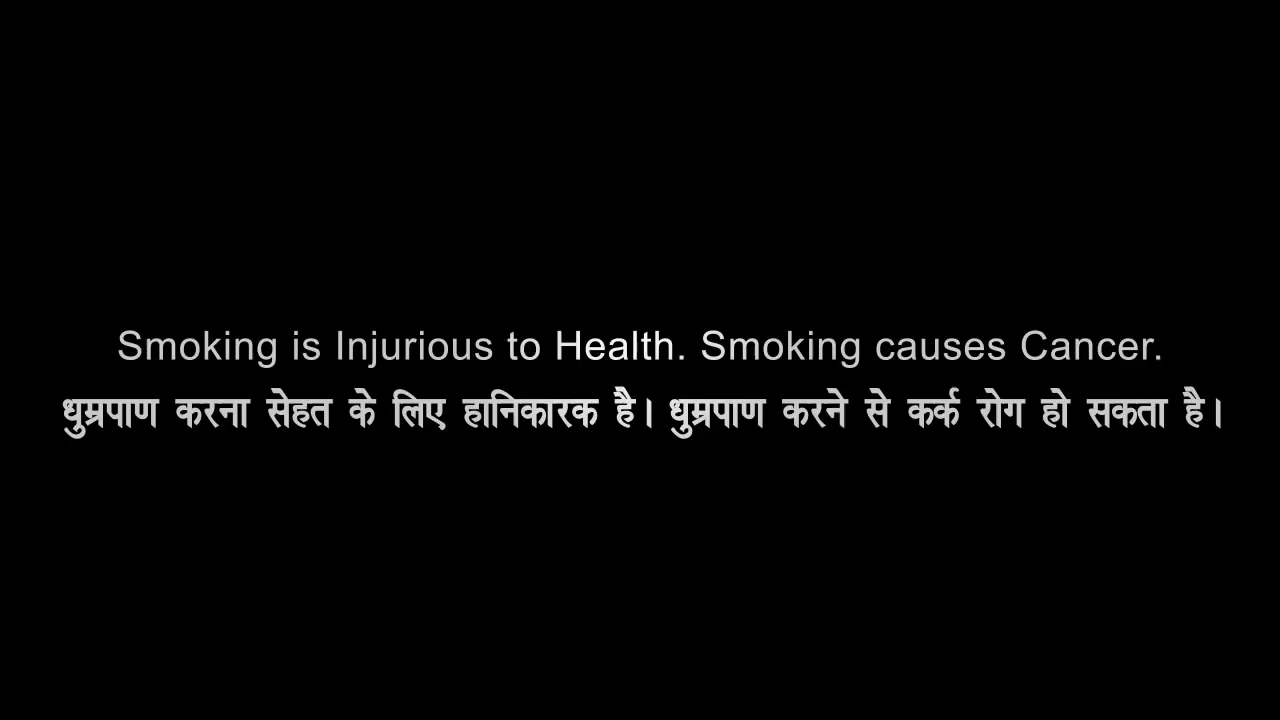 Smoking is Injurious to Health. Smoking causes Cancer.
धुम्रपाण करना सेहत के लिए हानिकारक है। धुम्रपाण करने से कर्क रोग हो सकता है।